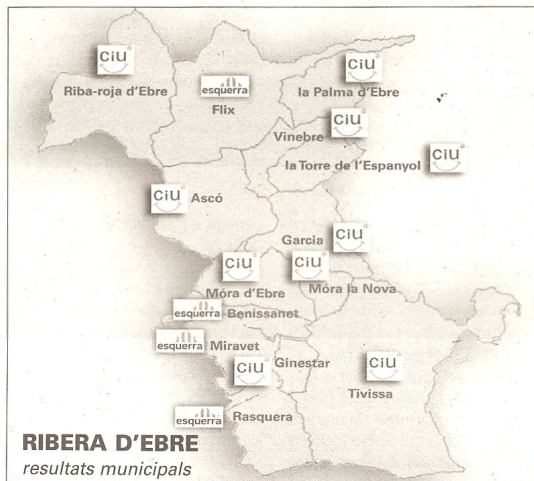 CiU
Riba-roja d'Ebre
esquerra
Flix
CiU
la Palma d'Ebre
CiU
Vinebre
la Torre de l'Espanyol
CiU
CiU
Ascó
CiU
Garcia
CiU
Móra d'Ebre
CiU
Móra la Nova
esquerra
Benissanet
esquerra
Miravet
CiU
Ginestar
CiU
Tivissa
esquerra
Rasquera
RIBERA D'EBRE
resultats municipals